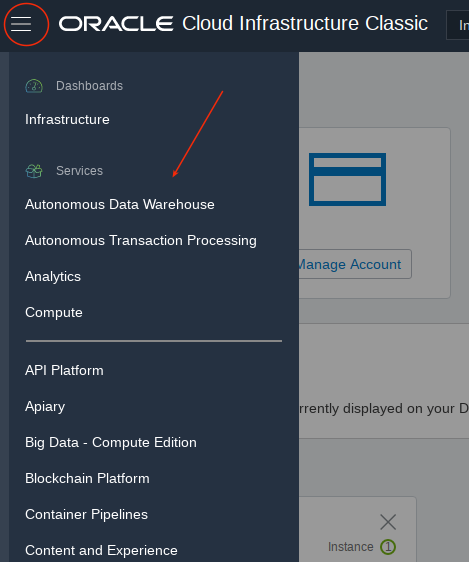 ORACLE Cloud Infrastructure Classic In
Dashboards
Infrastructure
Services
Autonomous Data Warehouse
Autonomous Transaction Processing
Manage Account
Analytics
Compute
API Platform
Apiary
rrently displayed on your D
Big Data - Compute Edition
Blockchain Platform
Container Pipelines
Content and Experience
Instance 1